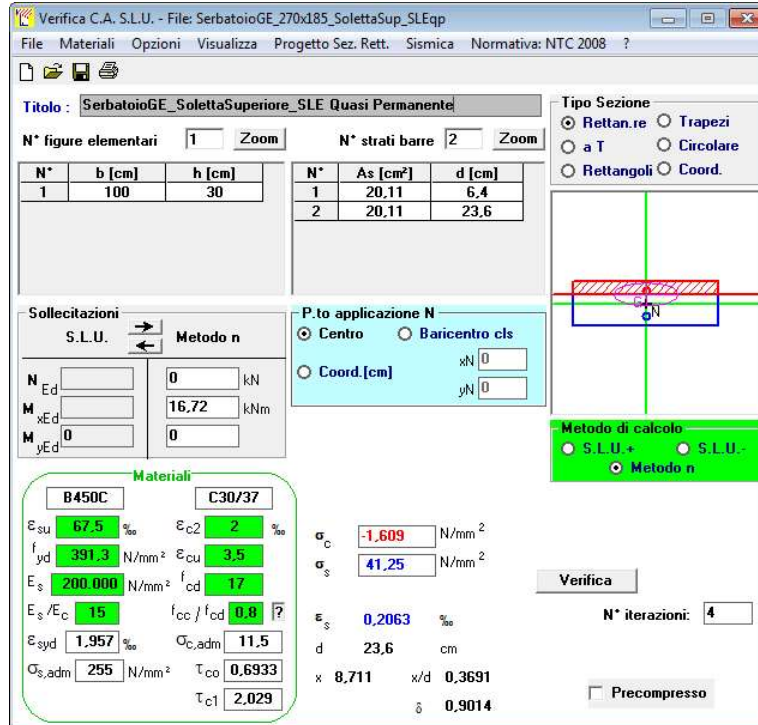 Verifica C.A. S.L.U. - File: SerbatoioGE_270x185_SolettaSup_SLEqp
File Materiali Opzioni Visualizza Progetto Sez. Rett. Sismica Normativa: NTC 2008 ?
Titolo : SerbatoioGE_SolettaSuperiore_SLE Quasi Permanente
N° figure elementari 1 Zoom N° strati barre 2 Zoom
N° b [cm] h [cm]
1 100 30
N° As [cm²] d [cm]
1 20,11 6,4
2 20,11 23,6
Tipo Sezione
Rettan.re Trapezi
a T Circolare
Rettangoli Coord.
G N
Sollecitazioni
S.L.U. Metodo n
N Ed 0 kN
M xEd 16,72 kNm
M yEd 0 0
P.to applicazione N
Centro Baricentro cls
Coord.[cm] xN 0
yN 0
Metodo di calcolo
S.L.U.+ S.L.U.-
Metodo n
Materiali
B450C C30/37
εsu 67,5 ‰ εc2 2 ‰
fyd 391,3 N/mm² εcu 3,5
Es 200.000 N/mm² fcd 17
Es/Ec 15 fcc / fcd 0,8 ?
εsyd 1,957 ‰ σc,adm 11,5
σs,adm 255 N/mm² τco 0,6933
τc1 2,029
σc -1,609 N/mm²
σs 41,25 N/mm²
εs 0,2063 ‰
d 23,6 cm
x 8,711 x/d 0,3691
δ 0,9014
Verifica
N° iterazioni: 4
Precompresso